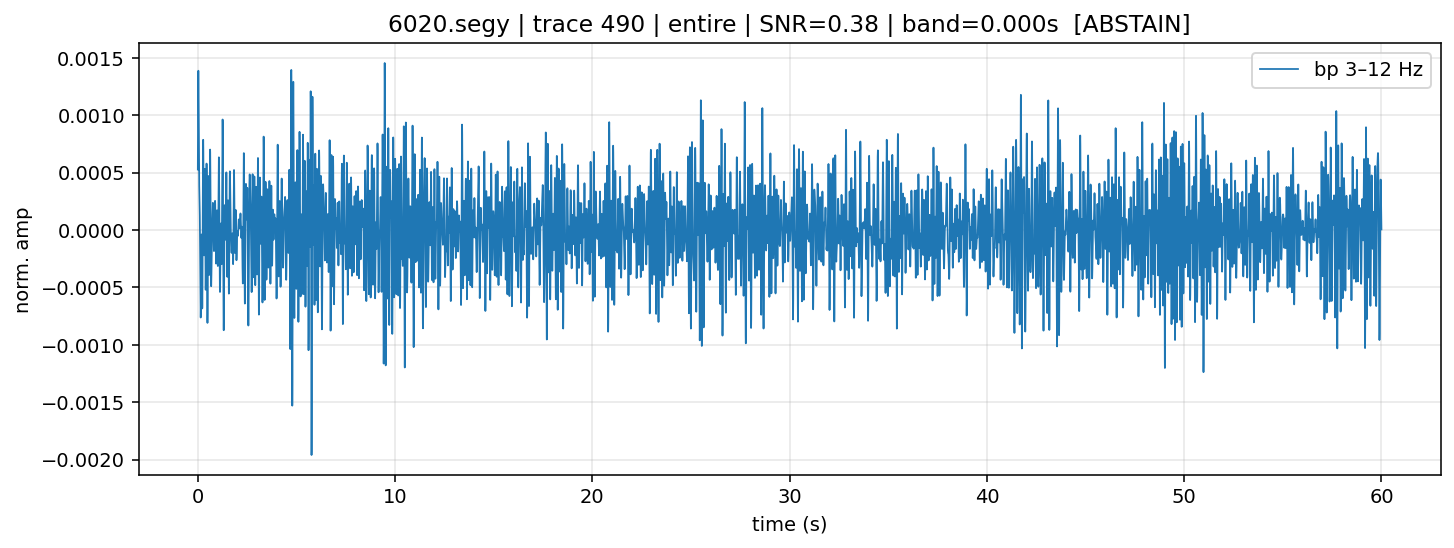 6020.segy | trace 490 | entire | SNR=0.38 | band=0.000s  [ABSTAIN]
bp 3–12 Hz
0.0015
0.0010
0.0005
0.0000
−0.0005
−0.0010
−0.0015
−0.0020
norm. amp
0 10 20 30 40 50 60
time (s)